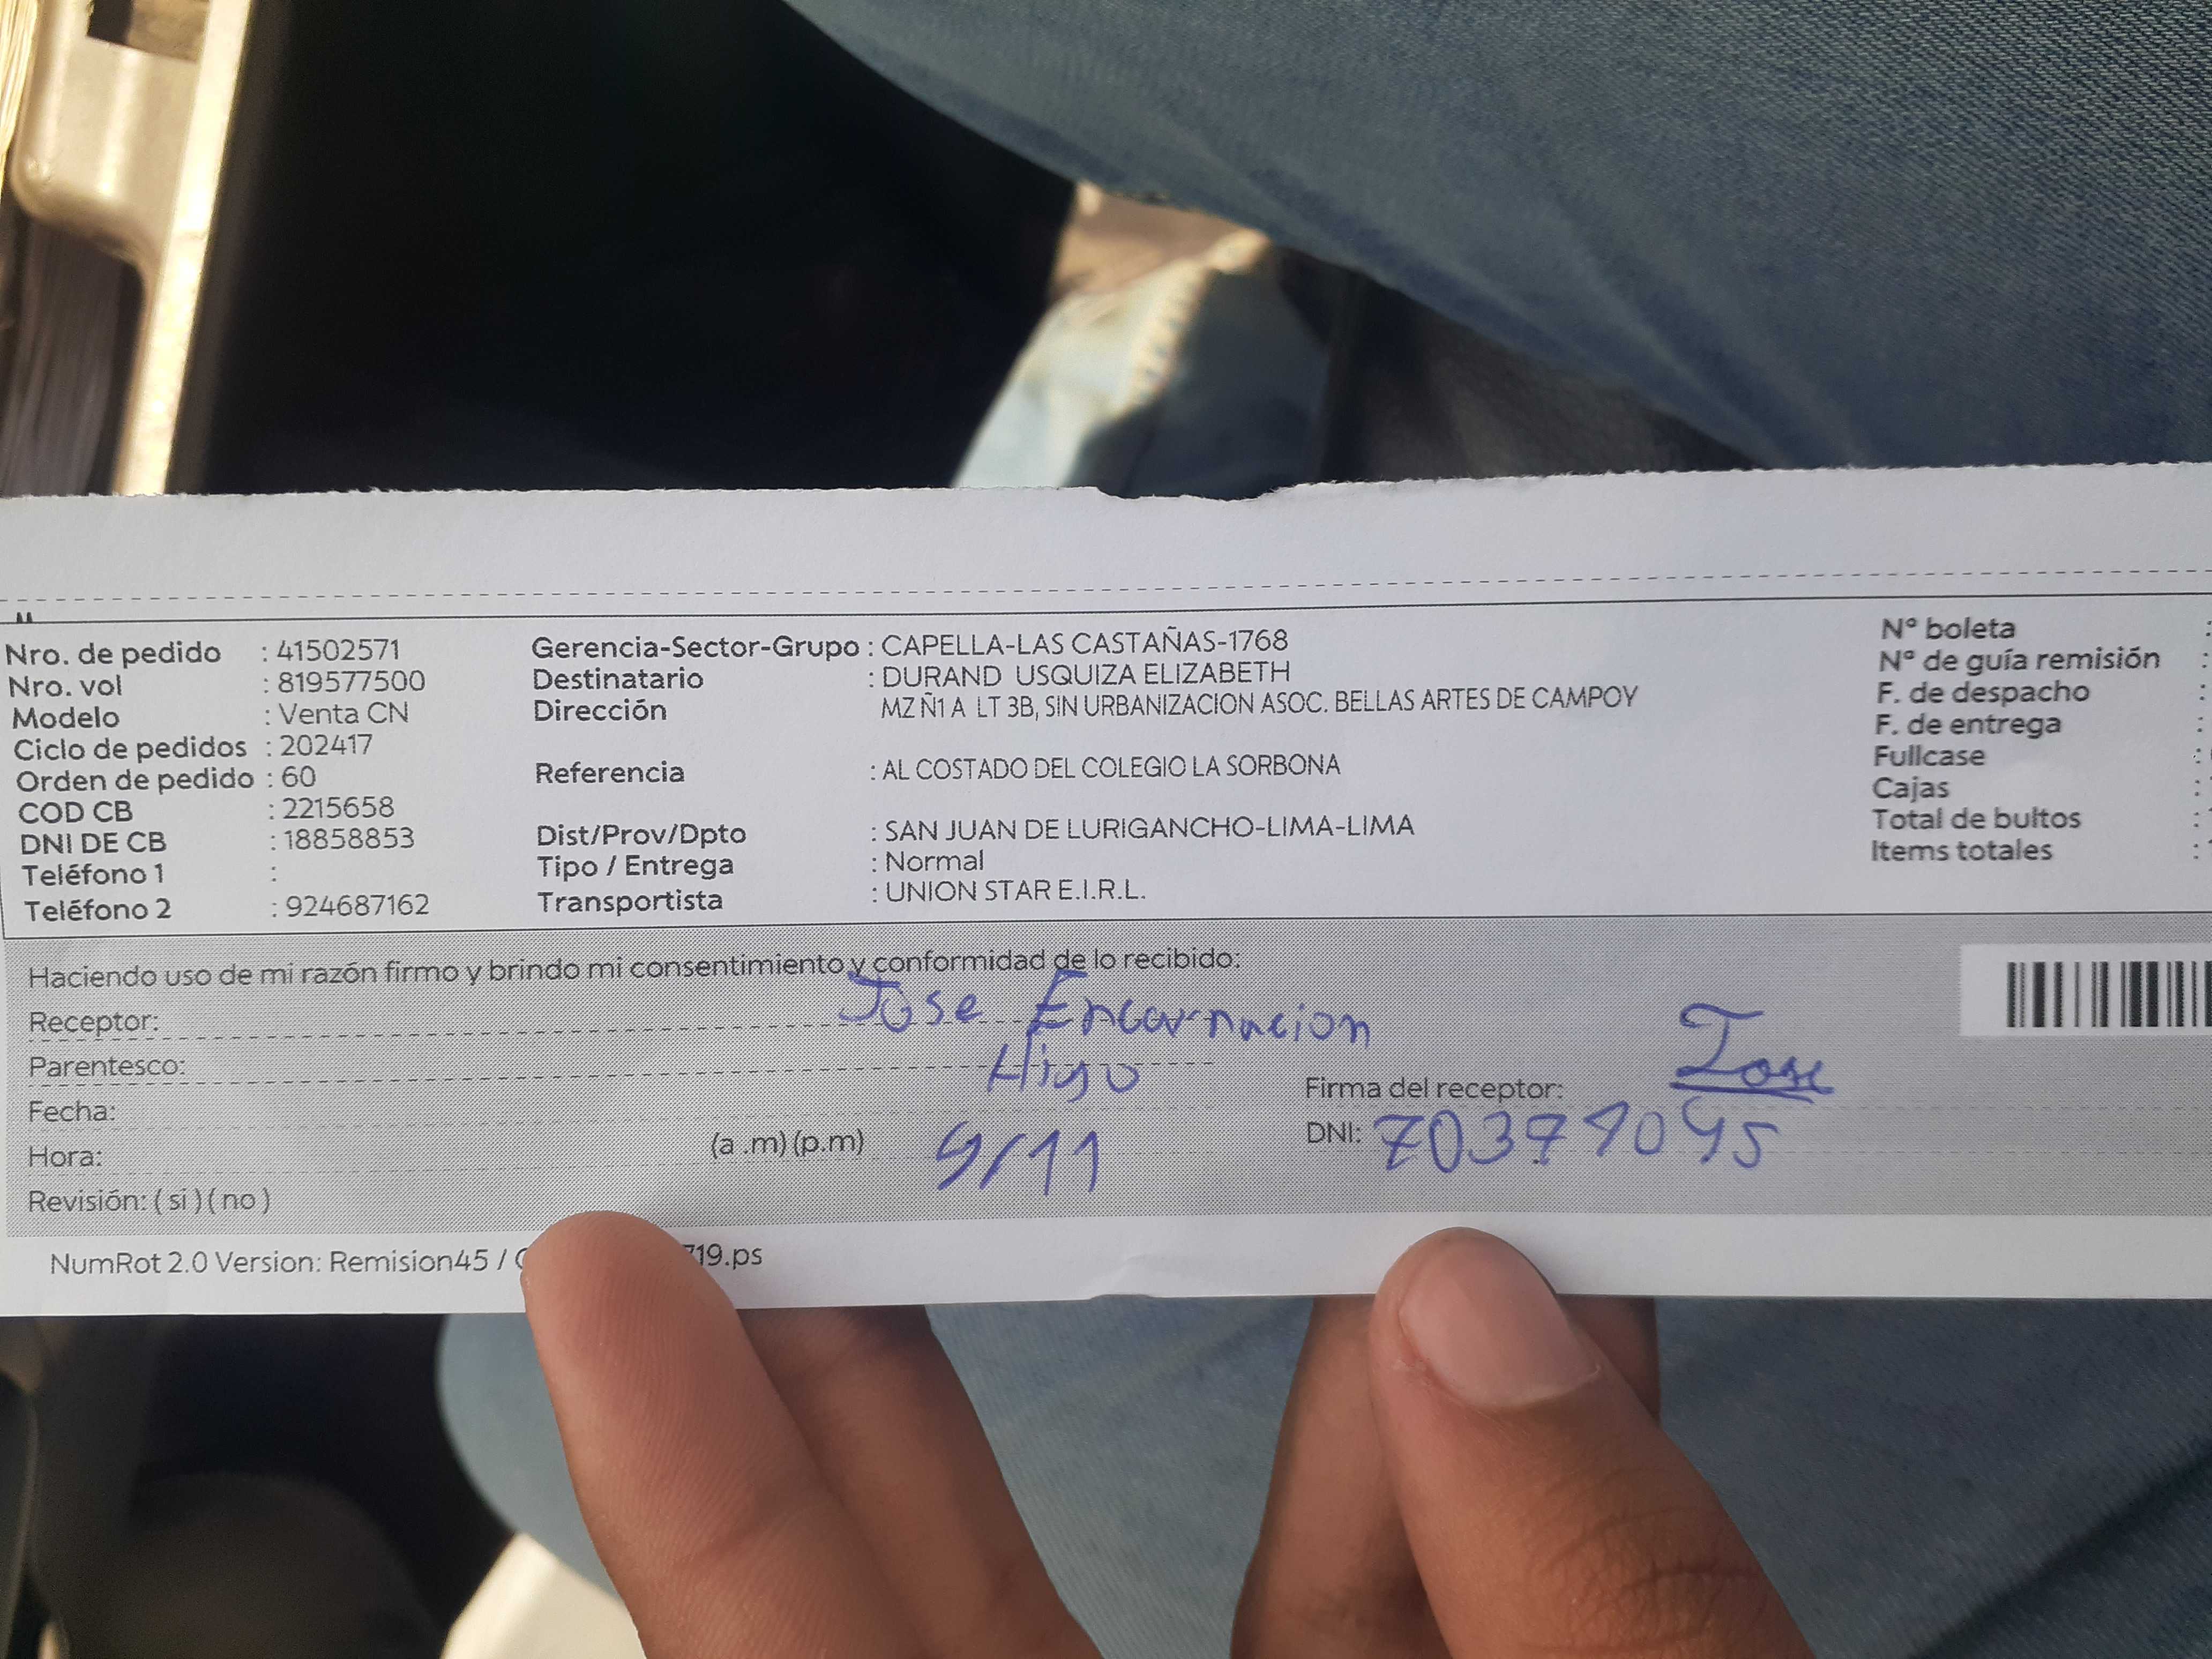 Nro. de pedido : 41502571
Nro. vol : 819577500
Modelo : Venta CN
Ciclo de pedidos : 202417
Orden de pedido : 60
COD CB : 2215658
DNI DE CB : 18858853
Teléfono 1 :
Teléfono 2 : 924687162
Gerencia-Sector-Grupo : CAPELLA-LAS CASTAÑAS-1768
Destinatario : DURAND USQUIZA ELIZABETH
Dirección MZ Ñ1 A LT 3B, SIN URBANIZACION ASOC. BELLAS ARTES DE CAMPOY
Referencia : AL COSTADO DEL COLEGIO LA SORBONA
Dist/Prov/Dpto : SAN JUAN DE LURIGANCHO-LIMA-LIMA
Tipo / Entrega : Normal
Transportista : UNION STAR E.I.R.L.
N° boleta :
N° de guía remisión :
F. de despacho :
F. de entrega :
Fullcase :
Cajas :
Total de bultos :
Items totales :
Haciendo uso de mi razón firmo y brindo mi consentimiento y conformidad de lo recibido:
Receptor: Jose Encarnacion
Parentesco: Hiyo
Fecha:
Hora: (a .m) (p.m) 9/11
Revisión: ( sí ) ( no )
Firma del receptor: Jose
DNI: 70371045
NumRot 2.0 Version: Remision45 / 719.ps